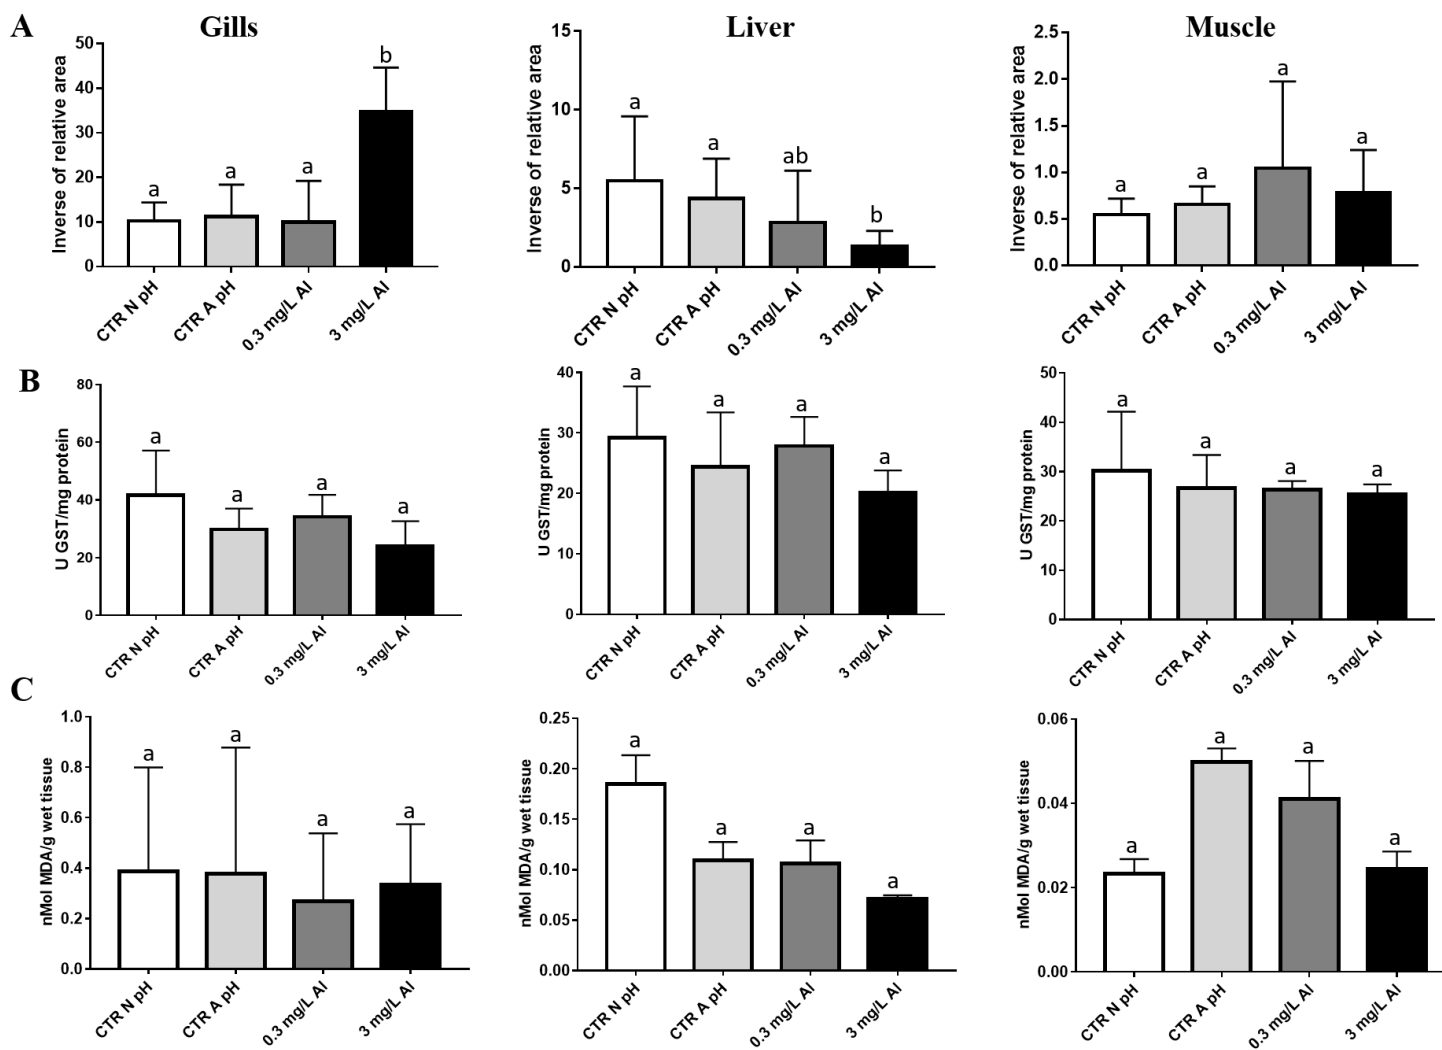 A
Gills
Liver
Muscle
Inverse of relative area
50
40
30
20
10
0
a
a
a
b
CTR N pH
CTR A pH
0.3 mg/L Al
3 mg/L Al
Inverse of relative area
15
10
5
0
a
a
ab
b
CTR N pH
CTR A pH
0.3 mg/L Al
3 mg/L Al
Inverse of relative area
2.5
2.0
1.5
1.0
0.5
0.0
a
a
a
a
CTR N pH
CTR A pH
0.3 mg/L Al
3 mg/L Al
B
U GST/mg protein
80
60
40
20
0
a
a
a
a
CTR N pH
CTR A pH
0.3 mg/L Al
3 mg/L Al
U GST/mg protein
40
30
20
10
0
a
a
a
a
CTR N pH
CTR A pH
0.3 mg/L Al
3 mg/L Al
U GST/mg protein
50
40
30
20
10
0
a
a
a
a
CTR N pH
CTR A pH
0.3 mg/L Al
3 mg/L Al
C
nMol MDA/g wet tissue
1.0
0.8
0.6
0.4
0.2
0.0
a
a
a
a
CTR N pH
CTR A pH
0.3 mg/L Al
3 mg/L Al
nMol MDA/g wet tissue
0.25
0.20
0.15
0.10
0.05
0.00
a
a
a
a
CTR N pH
CTR A pH
0.3 mg/L Al
3 mg/L Al
nMol MDA/g wet tissue
0.06
0.04
0.02
0.00
a
a
a
a
CTR N pH
CTR A pH
0.3 mg/L Al
3 mg/L Al